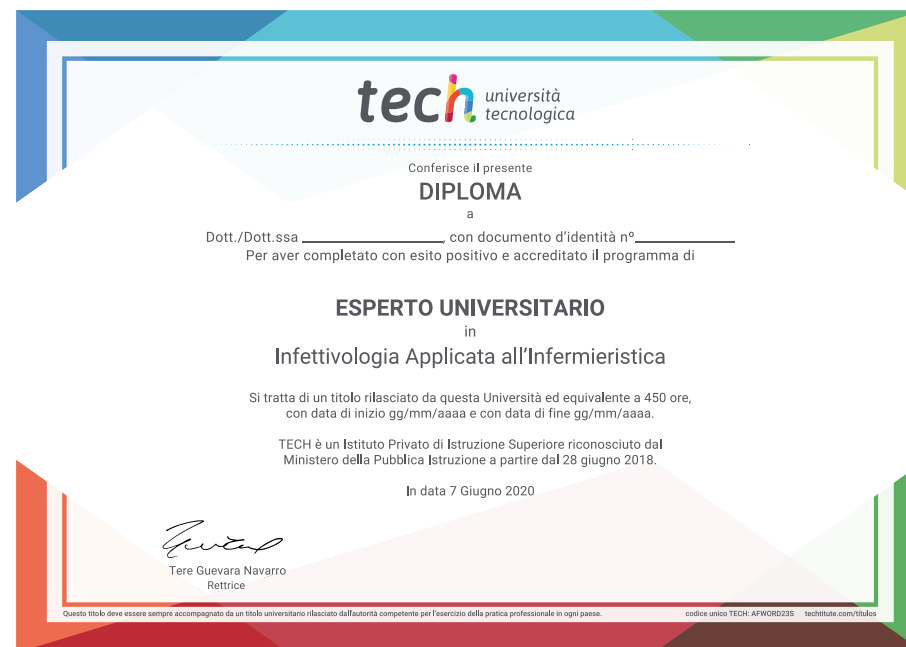 tech università
tecnologica
Conferisce il presente
DIPLOMA
a
Dott./Dott.ssa ____________, con documento d'identità nº____________
Per aver completato con esito positivo e accreditato il programma di
ESPERTO UNIVERSITARIO
in
Infettivologia Applicata all'Infermieristica
Si tratta di un titolo rilasciato da questa Università ed equivalente a 450 ore,
con data di inizio gg/mm/aaaa e con data di fine gg/mm/aaaa.
TECH è un Istituto Privato di Istruzione Superiore riconosciuto dal
Ministero della Pubblica Istruzione a partire dal 28 giugno 2018.
In data 7 Giugno 2020
Tere Guevara Navarro
Rettrice
Questo titolo deve essere sempre accompagnato da un titolo universitario rilasciato dall'autorità competente per l'esercizio della pratica professionale in ogni paese.
codice unico TECH: AFWORD23S techtitute.com/titulos